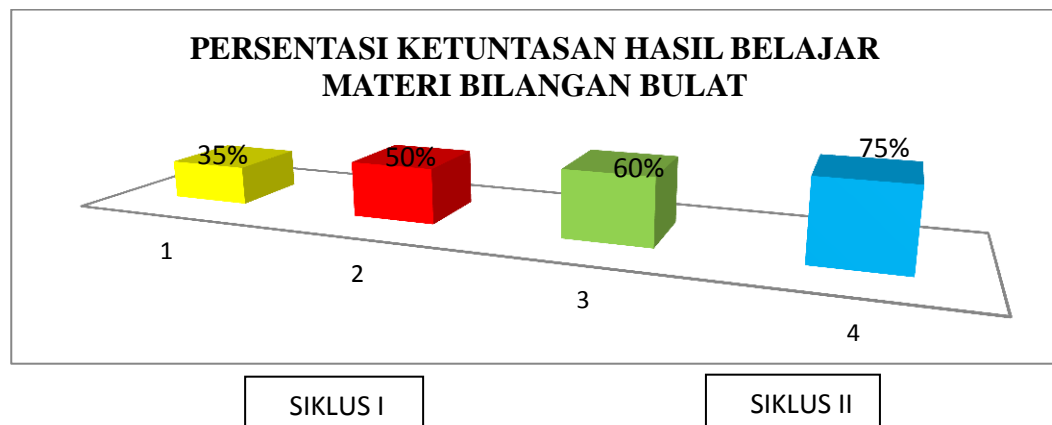 PERSENTASI KETUNTASAN HASIL BELAJAR
MATERI BILANGAN BULAT
35%
50%
60%
75%
1
2
3
4
SIKLUS I
SIKLUS II